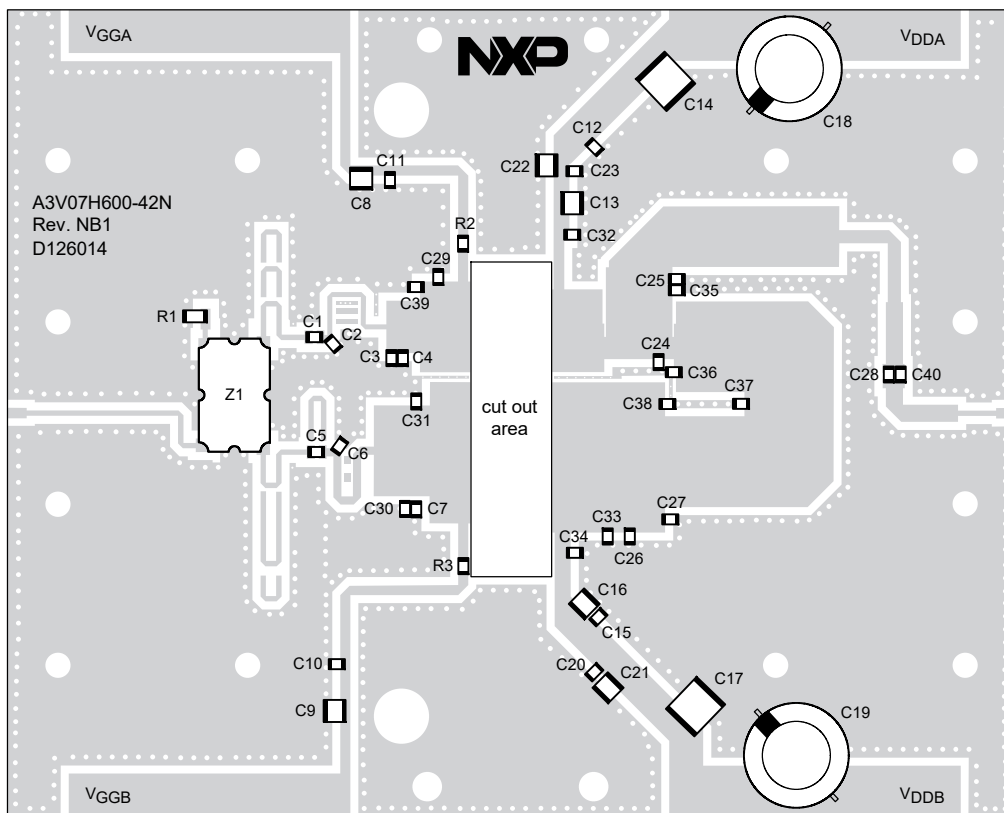 VGGA
NXP
VDDA
C14
C18
C12
C11
C22
C23
C8
C13
A3V07H600-42N
Rev. NB1
D126014
R2
C32
C29
C25
C39
C35
R1
C1
C2
C3
C4
C24
C36
C28
C40
Z1
C37
C38
cut out
area
C31
C5
C6
C30
C7
C27
C33
C34
C26
R3
C16
C15
C10
C20
C21
C17
C9
C19
VGGB
VDDB